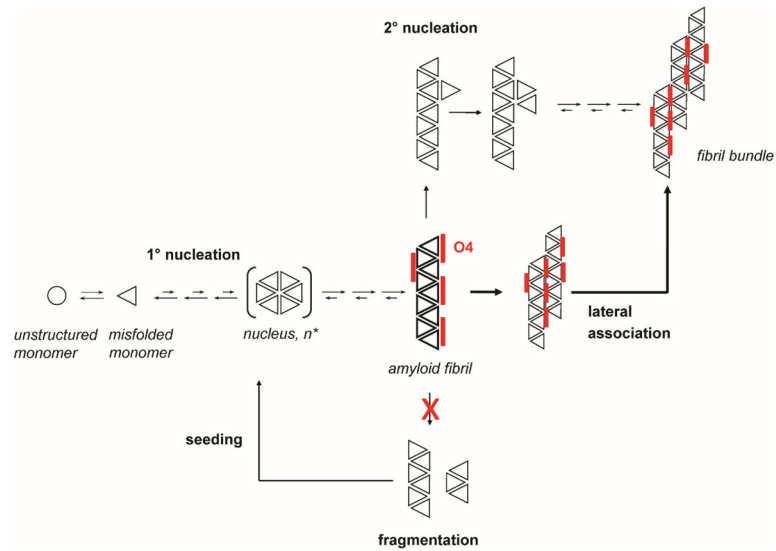 2° nucleation
fibril bundle
1° nucleation
O4
unstructured
monomer
misfolded
monomer
nucleus, n*
amyloid fibril
lateral
association
X
seeding
fragmentation